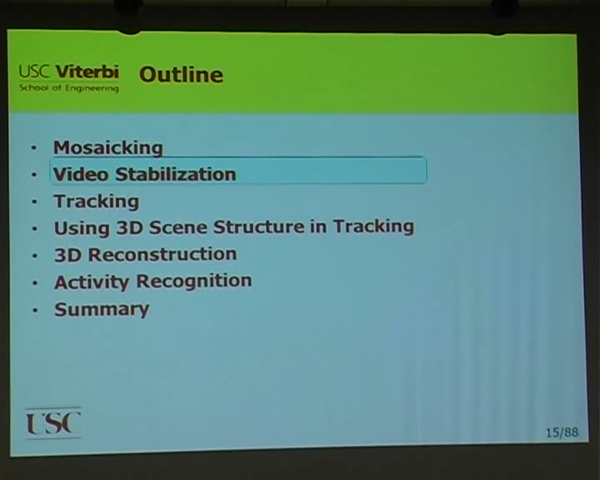 USC Viterbi
School of Engineering
Outline
• Mosaicking
• Video Stabilization
• Tracking
• Using 3D Scene Structure in Tracking
• 3D Reconstruction
• Activity Recognition
• Summary
USC
15/88